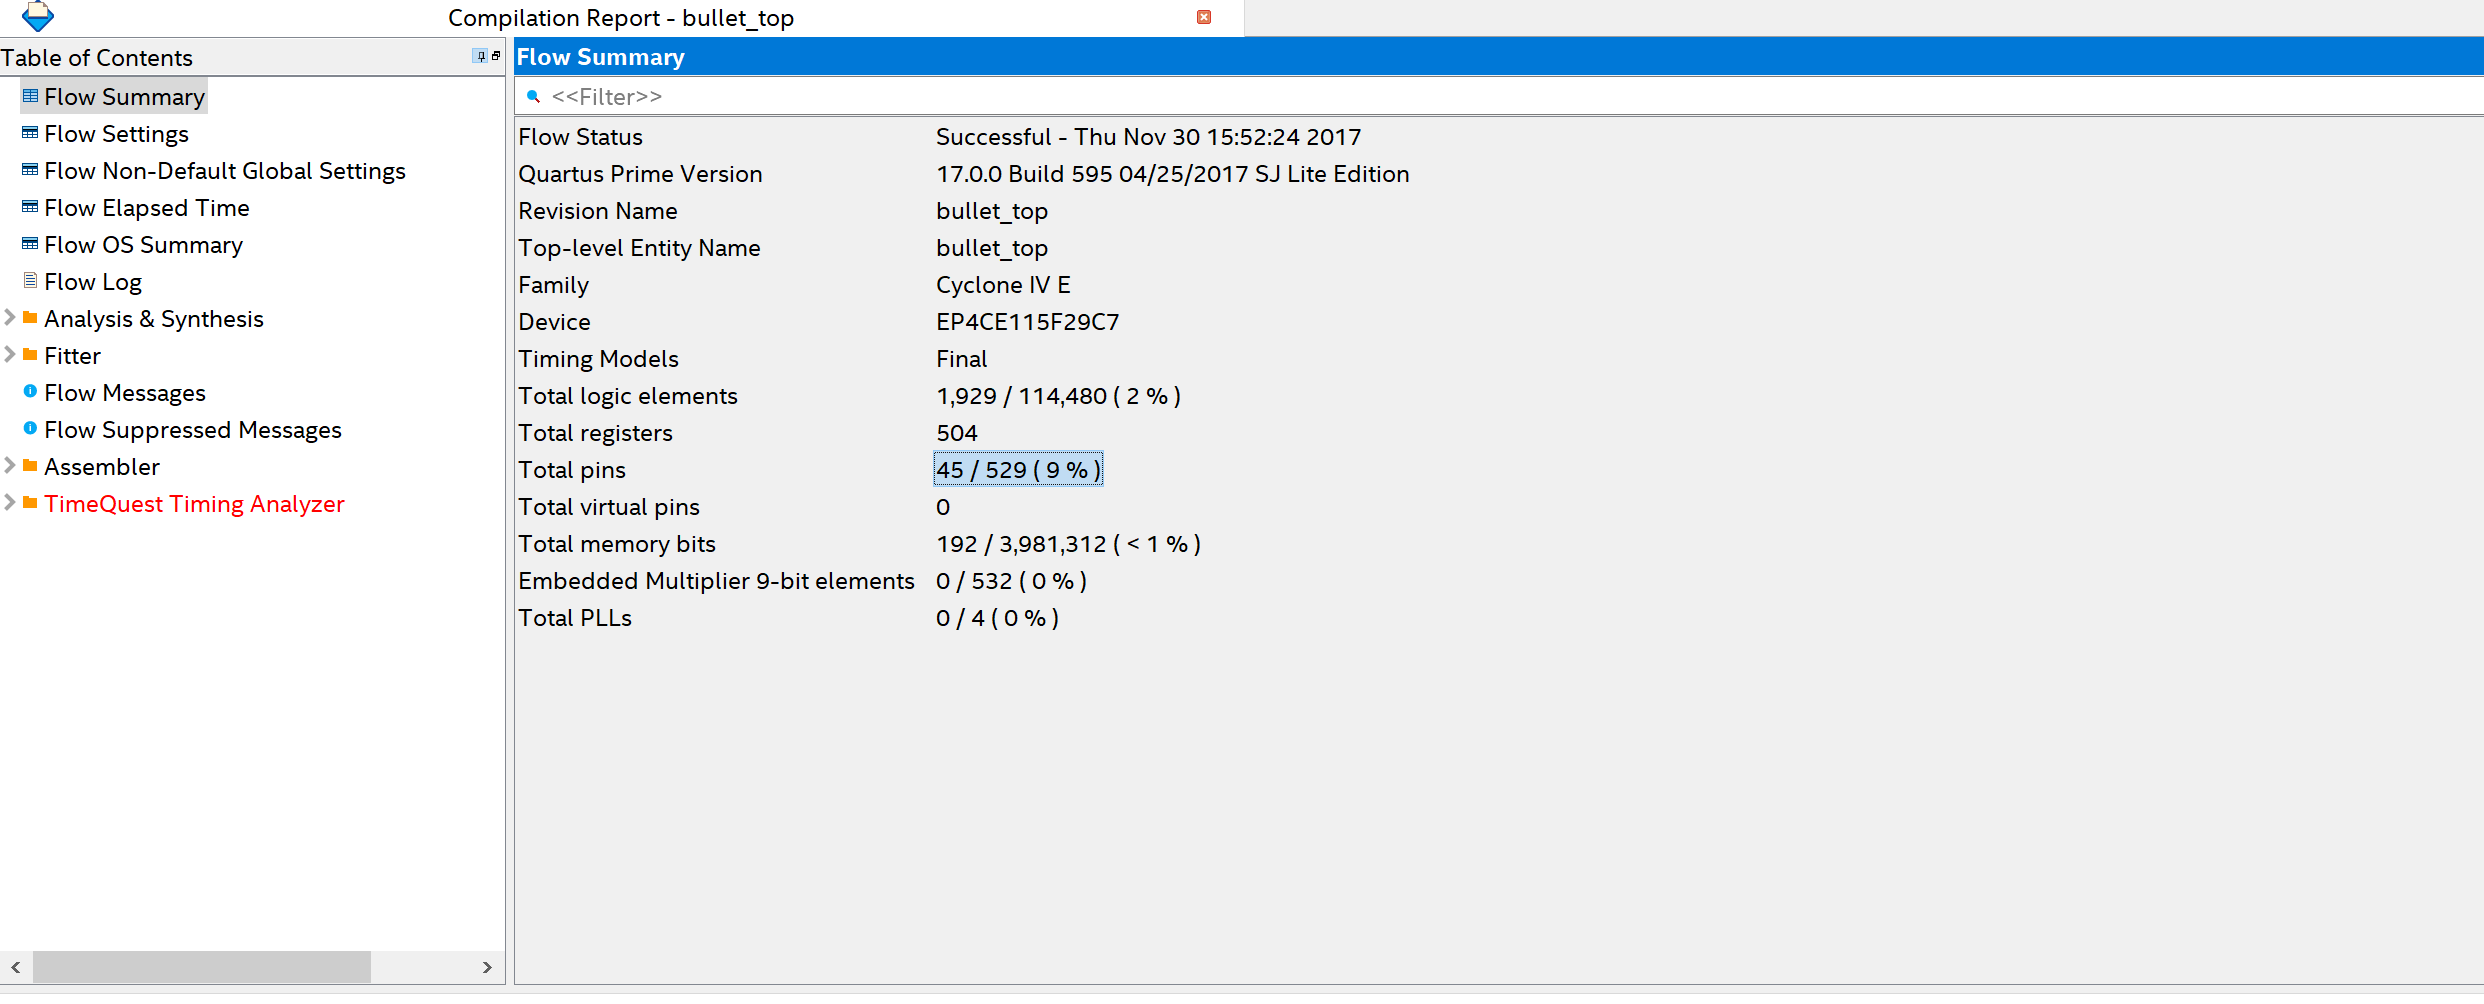 Compilation Report - bullet_top
Table of Contents
Flow Summary
Flow Settings
Flow Non-Default Global Settings
Flow Elapsed Time
Flow OS Summary
Flow Log
Analysis & Synthesis
Fitter
Flow Messages
Flow Suppressed Messages
Assembler
TimeQuest Timing Analyzer
Flow Summary
<<Filter>>
Flow Status Successful - Thu Nov 30 15:52:24 2017
Quartus Prime Version 17.0.0 Build 595 04/25/2017 SJ Lite Edition
Revision Name bullet_top
Top-level Entity Name bullet_top
Family Cyclone IV E
Device EP4CE115F29C7
Timing Models Final
Total logic elements 1,929 / 114,480 ( 2 % )
Total registers 504
Total pins 45 / 529 ( 9 % )
Total virtual pins 0
Total memory bits 192 / 3,981,312 ( < 1 % )
Embedded Multiplier 9-bit elements 0 / 532 ( 0 % )
Total PLLs 0 / 4 ( 0 % )